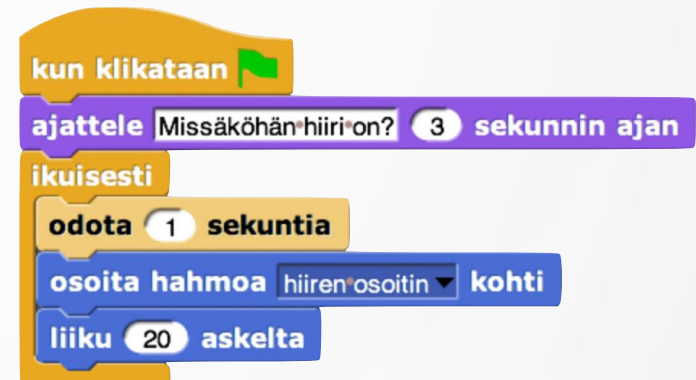 kun klikataan
ajattele Missäköhän hiiri on? 3 sekunnin ajan
ikuisesti
odota 1 sekuntia
osoita hahmoa hiiren osoitin kohti
liiku 20 askelta